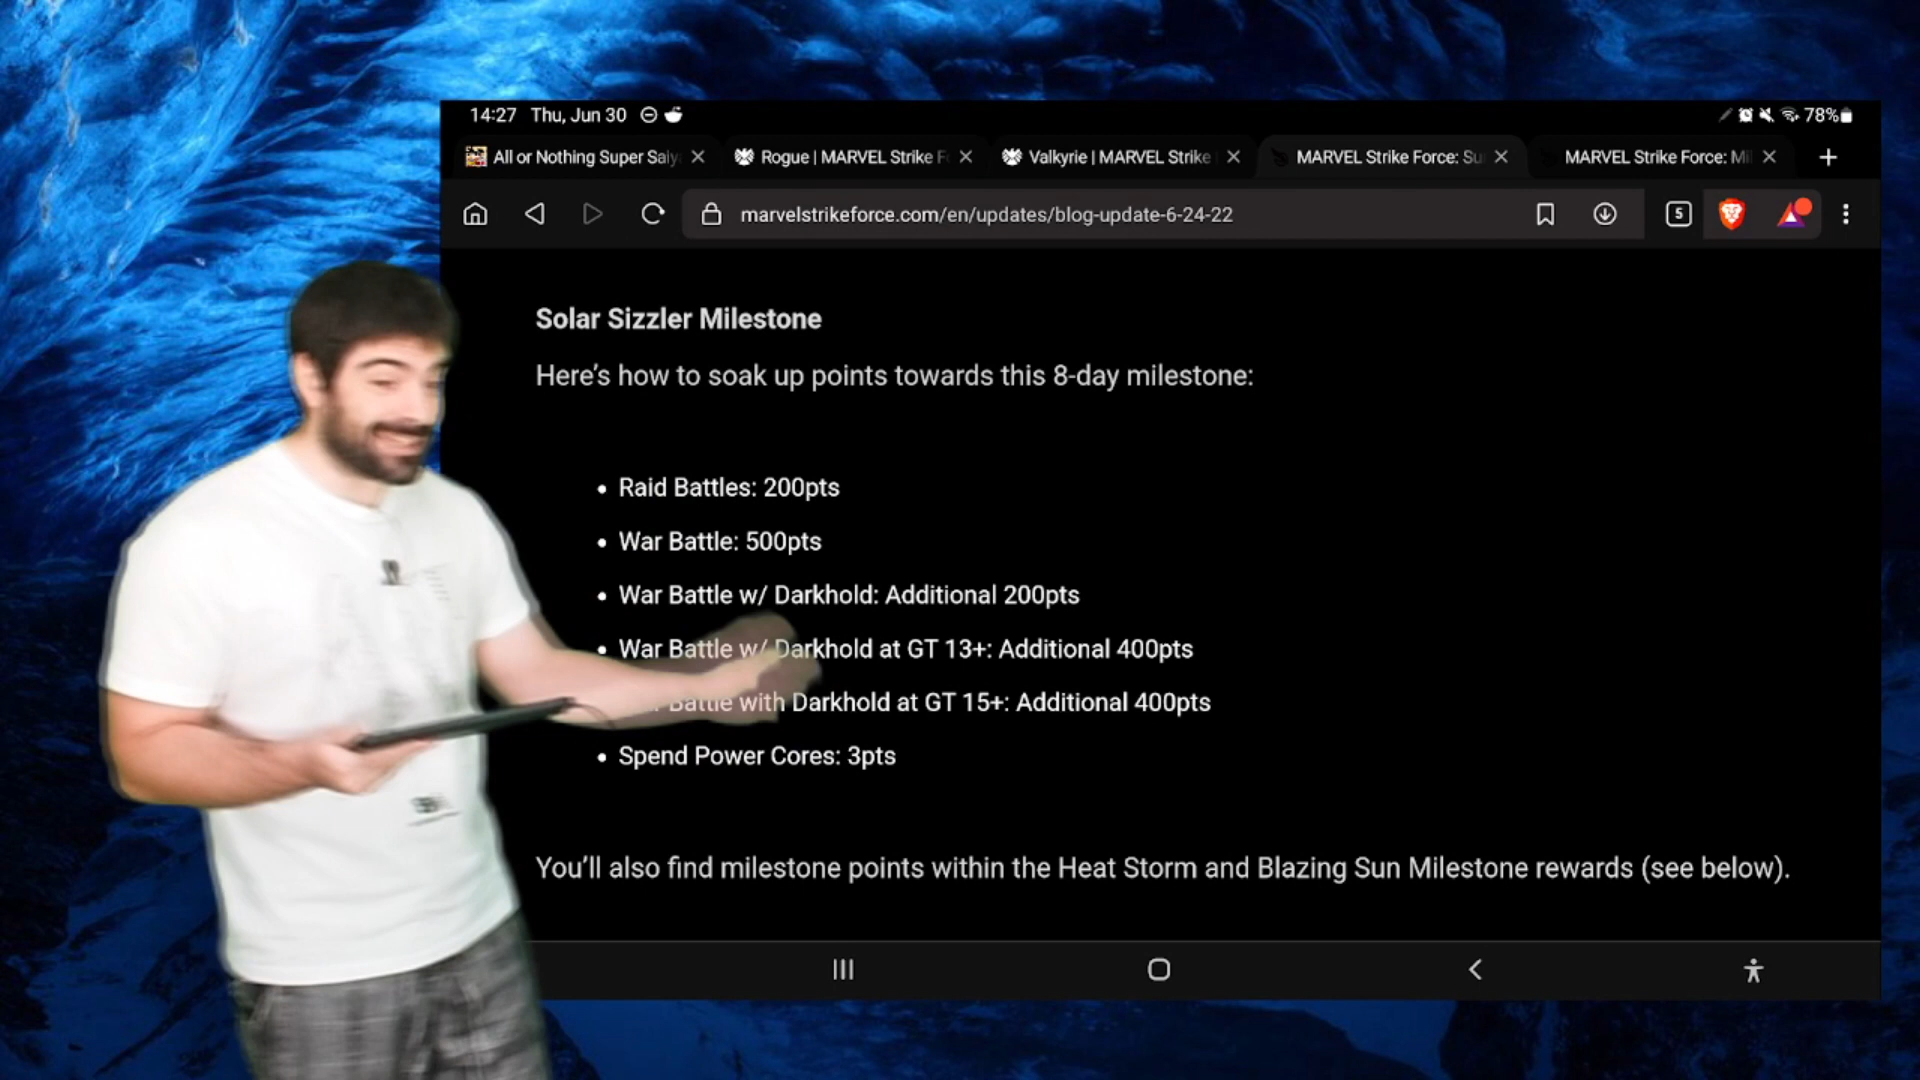 14:27 Thu, Jun 30
78%
All or Nothing Super Saiy
Rogue | MARVEL Strike F
Valkyrie | MARVEL Strike
MARVEL Strike Force: Su
MARVEL Strike Force: Mi
marvelstrikeforce.com/en/updates/blog-update-6-24-22
5
Solar Sizzler Milestone
Here's how to soak up points towards this 8-day milestone:
• Raid Battles: 200pts
• War Battle: 500pts
• War Battle w/ Darkhold: Additional 200pts
• War Battle w/ Darkhold at GT 13+: Additional 400pts
Battle with Darkhold at GT 15+: Additional 400pts
• Spend Power Cores: 3pts
You'll also find milestone points within the Heat Storm and Blazing Sun Milestone rewards (see below).